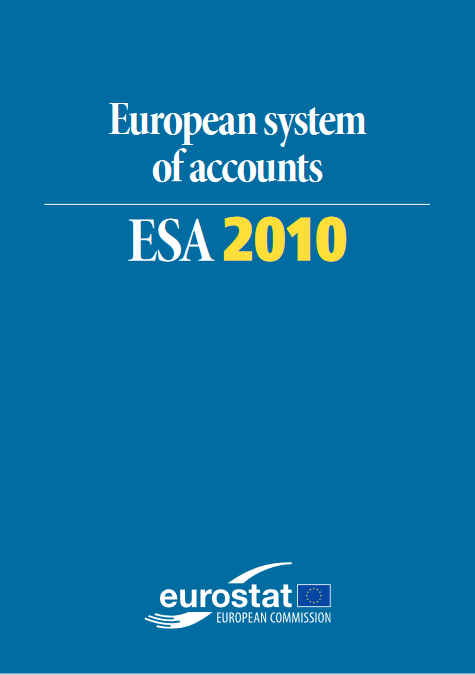 European system
of accounts
ESA 2010
eurostat
EUROPEAN COMMISSION